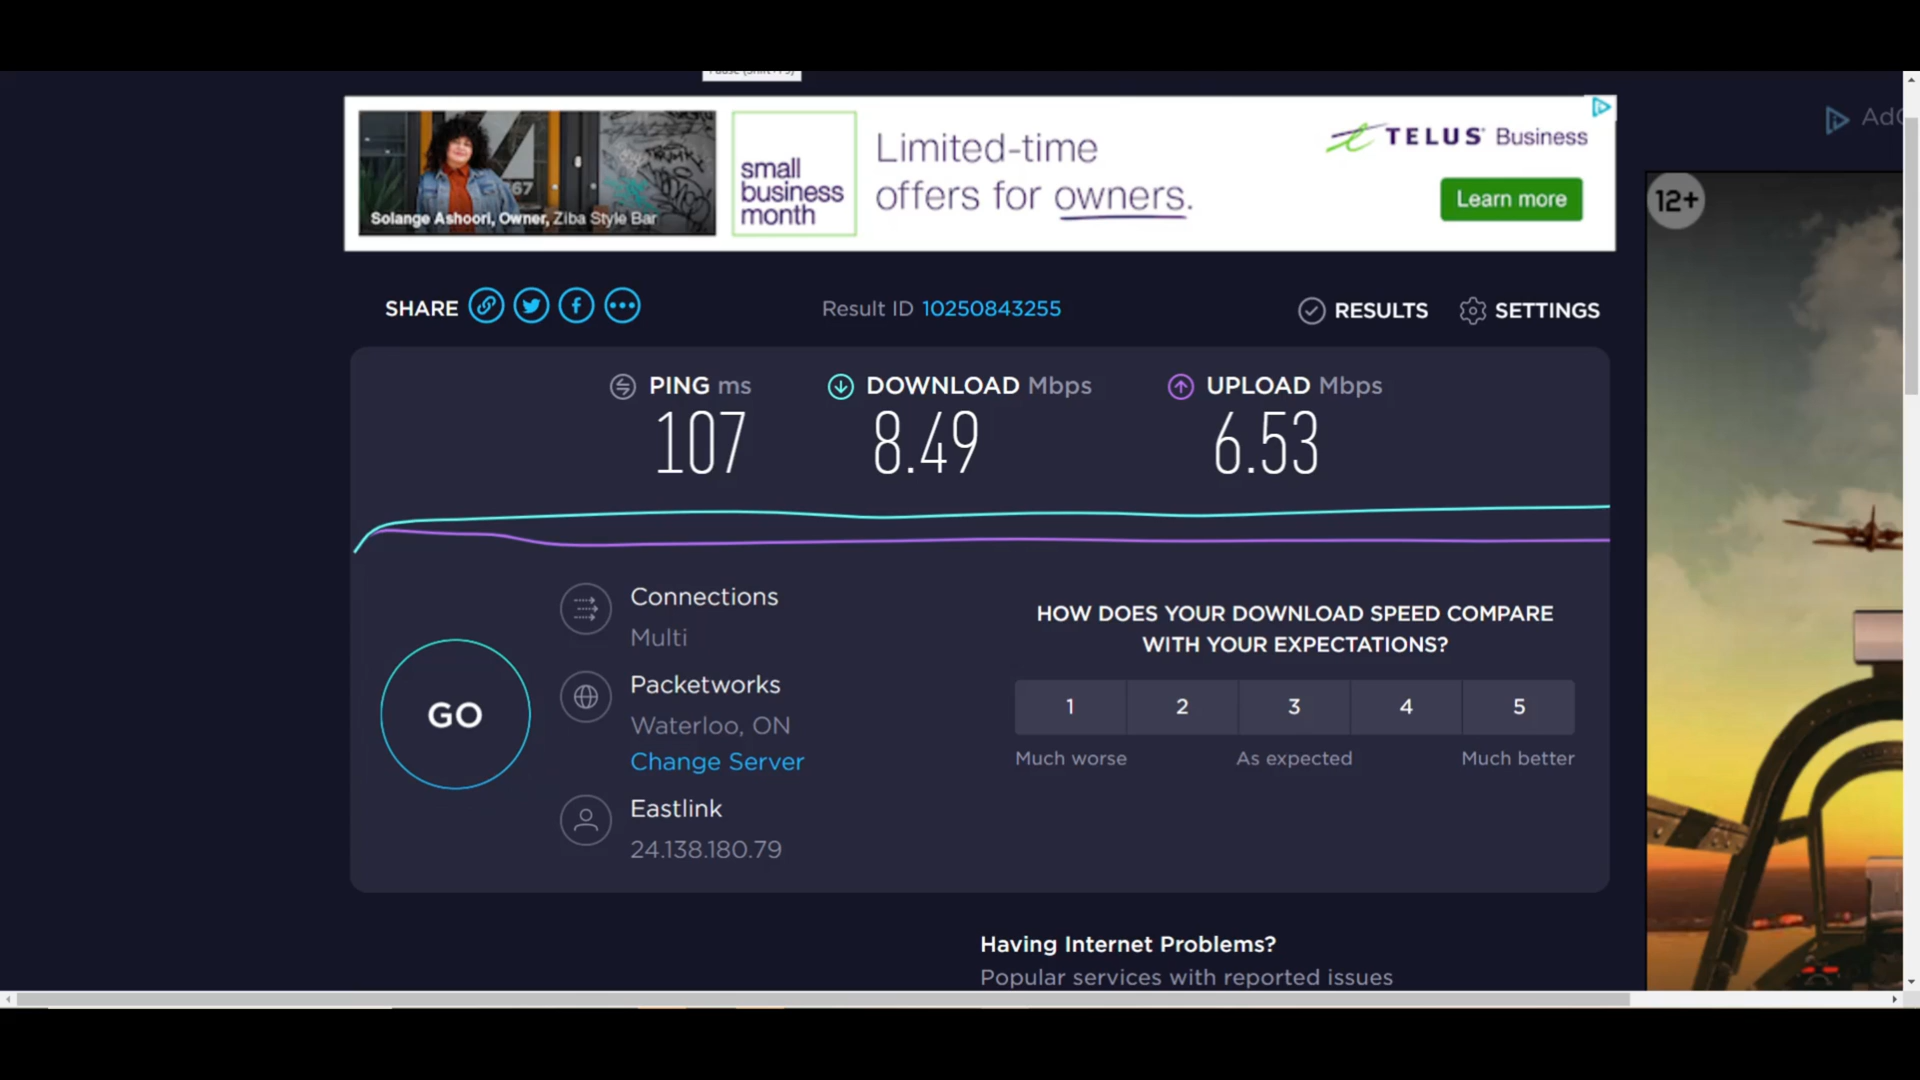 small
business
month
Limited-time
offers for owners.
TELUS Business
Learn more
67
Solange Ashoori, Owner, Ziba Style Bar
12+
SHARE
Result ID 10250843255
RESULTS
SETTINGS
PING ms
107
DOWNLOAD Mbps
8.49
UPLOAD Mbps
6.53
GO
Connections
Multi
Packetworks
Waterloo, ON
Change Server
Eastlink
24.138.180.79
HOW DOES YOUR DOWNLOAD SPEED COMPARE
WITH YOUR EXPECTATIONS?
1 2 3 4 5
Much worse As expected Much better
Having Internet Problems?
Popular services with reported issues